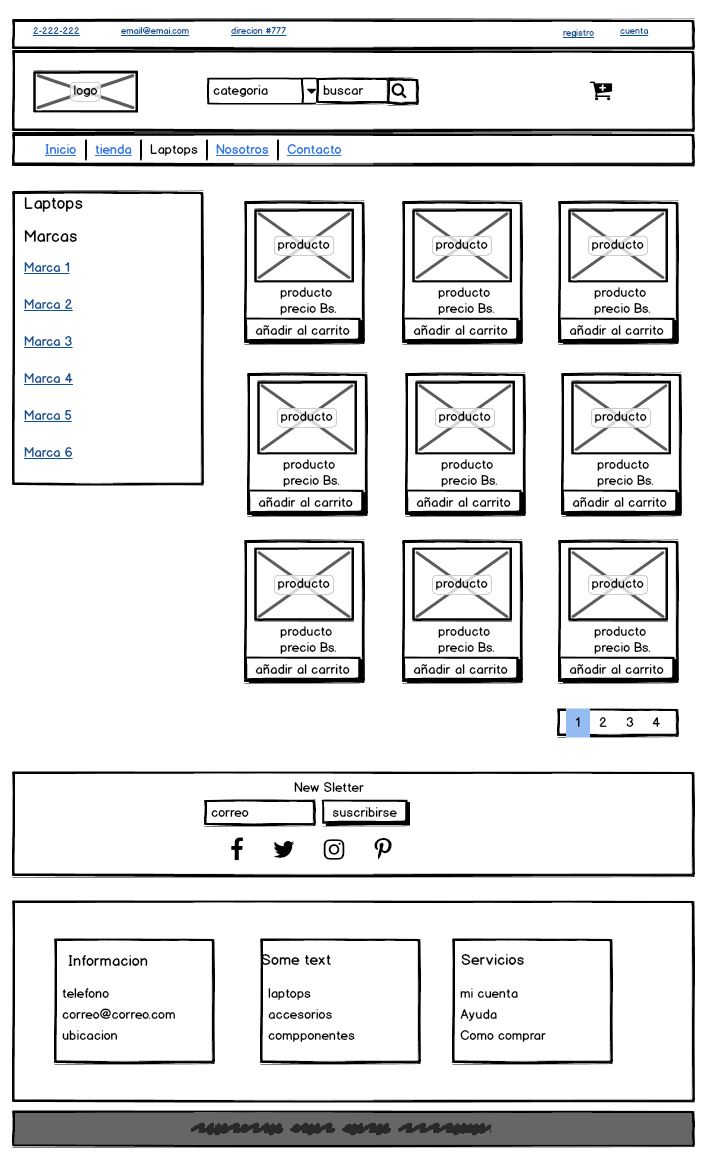 2-222-222 email@emai.com direcion #777 registro cuenta
logo categoria buscar
Inicio tienda Laptops Nosotros Contacto
Laptops
Marcas
Marca 1
Marca 2
Marca 3
Marca 4
Marca 5
Marca 6
producto producto producto
producto producto producto
precio Bs. precio Bs. precio Bs.
añadir al carrito añadir al carrito añadir al carrito
producto producto producto
producto producto producto
precio Bs. precio Bs. precio Bs.
añadir al carrito añadir al carrito añadir al carrito
producto producto producto
producto producto producto
precio Bs. precio Bs. precio Bs.
añadir al carrito añadir al carrito añadir al carrito
1 2 3 4
New Sletter
correo suscribirse
Informacion
telefono
correo@correo.com
ubicacion
Some text
laptops
accesorios
compponentes
Servicios
mi cuenta
Ayuda
Como comprar